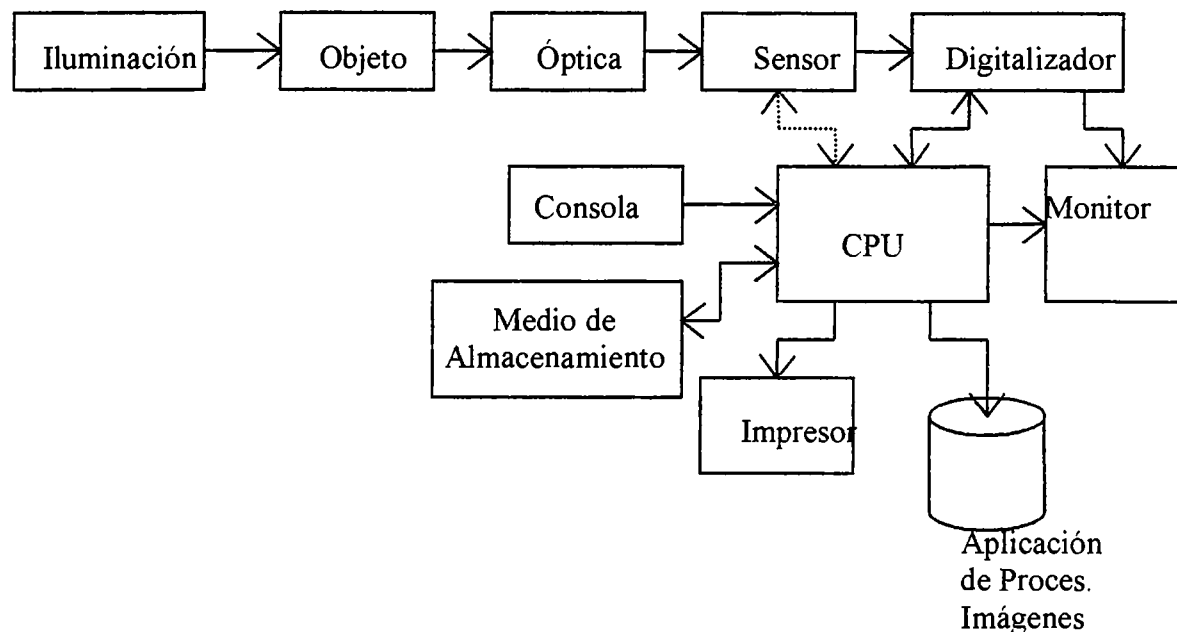 Iluminación
Objeto
Óptica
Sensor
Digitalizador
Consola
CPU
Monitor
Medio de
Almacenamiento
Impresor
Aplicación
de Proces.
Imágenes